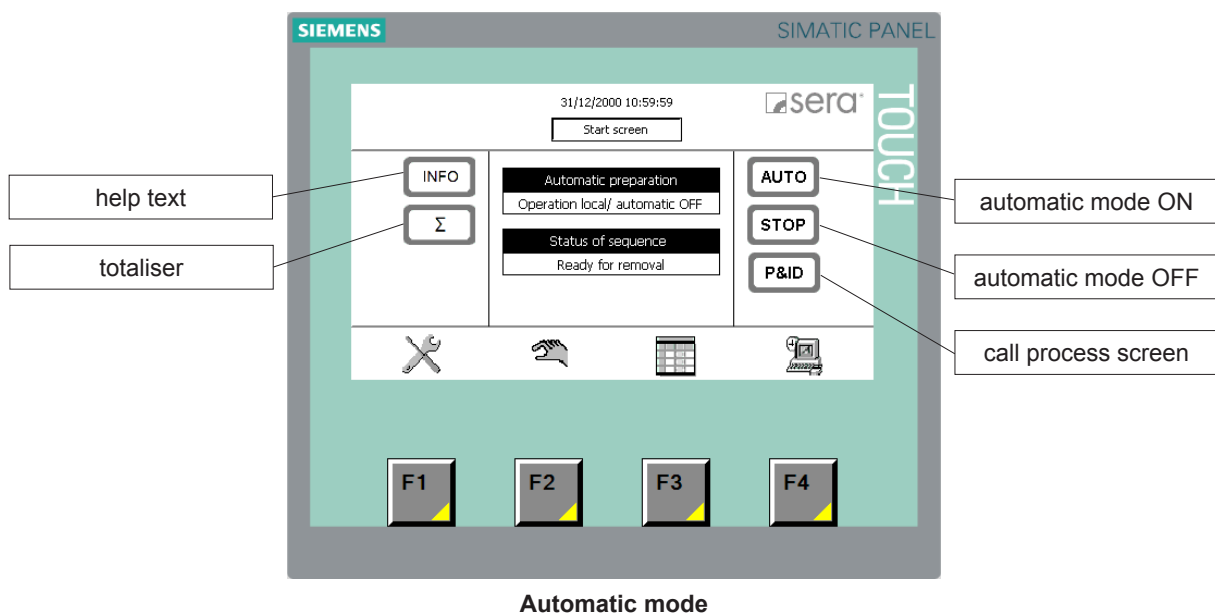 SIEMENS
SIMATIC PANEL
TOUCH
31/12/2000 10:59:59
sera
Start screen
INFO
Σ
Automatic preparation
Operation local/ automatic OFF
Status of sequence
Ready for removal
AUTO
STOP
P&ID
help text
totaliser
automatic mode ON
automatic mode OFF
call process screen
F1
F2
F3
F4
Automatic mode